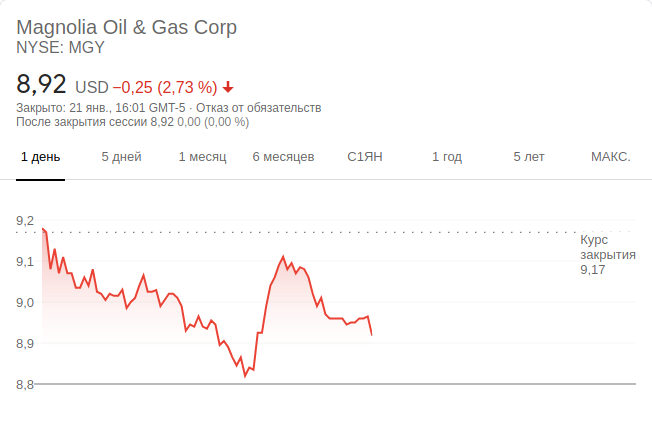 Magnolia Oil & Gas Corp
NYSE: MGY
8,92 USD −0,25 (2,73 %)
Закрыто: 21 янв., 16:01 GMT-5 · Отказ от обязательств
После закрытия сессии 8,92 0,00 (0,00 %)
1 день 5 дней 1 месяц 6 месяцев С1ЯН 1 год 5 лет МАКС.
9,2
Курс
закрытия
9,17
9,1
9,0
8,9
8,8